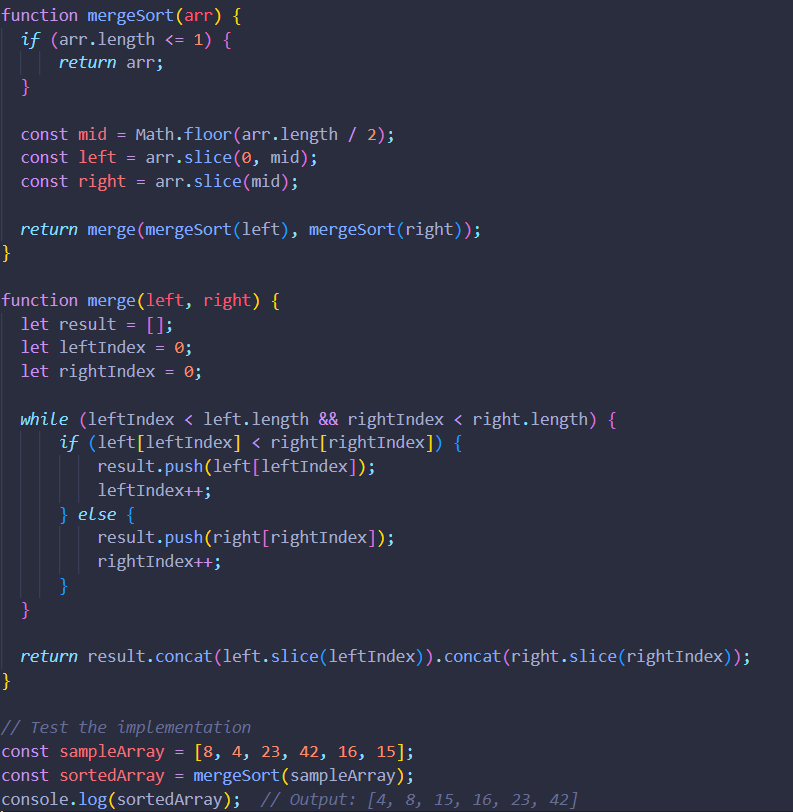 function mergeSort(arr) {
  if (arr.length <= 1) {
      return arr;
  }

  const mid = Math.floor(arr.length / 2);
  const left = arr.slice(0, mid);
  const right = arr.slice(mid);

  return merge(mergeSort(left), mergeSort(right));
}

function merge(left, right) {
  let result = [];
  let leftIndex = 0;
  let rightIndex = 0;

  while (leftIndex < left.length && rightIndex < right.length) {
      if (left[leftIndex] < right[rightIndex]) {
          result.push(left[leftIndex]);
          leftIndex++;
      } else {
          result.push(right[rightIndex]);
          rightIndex++;
      }
  }

  return result.concat(left.slice(leftIndex)).concat(right.slice(rightIndex));
}

// Test the implementation
const sampleArray = [8, 4, 23, 42, 16, 15];
const sortedArray = mergeSort(sampleArray);
console.log(sortedArray);  // Output: [4, 8, 15, 16, 23, 42]